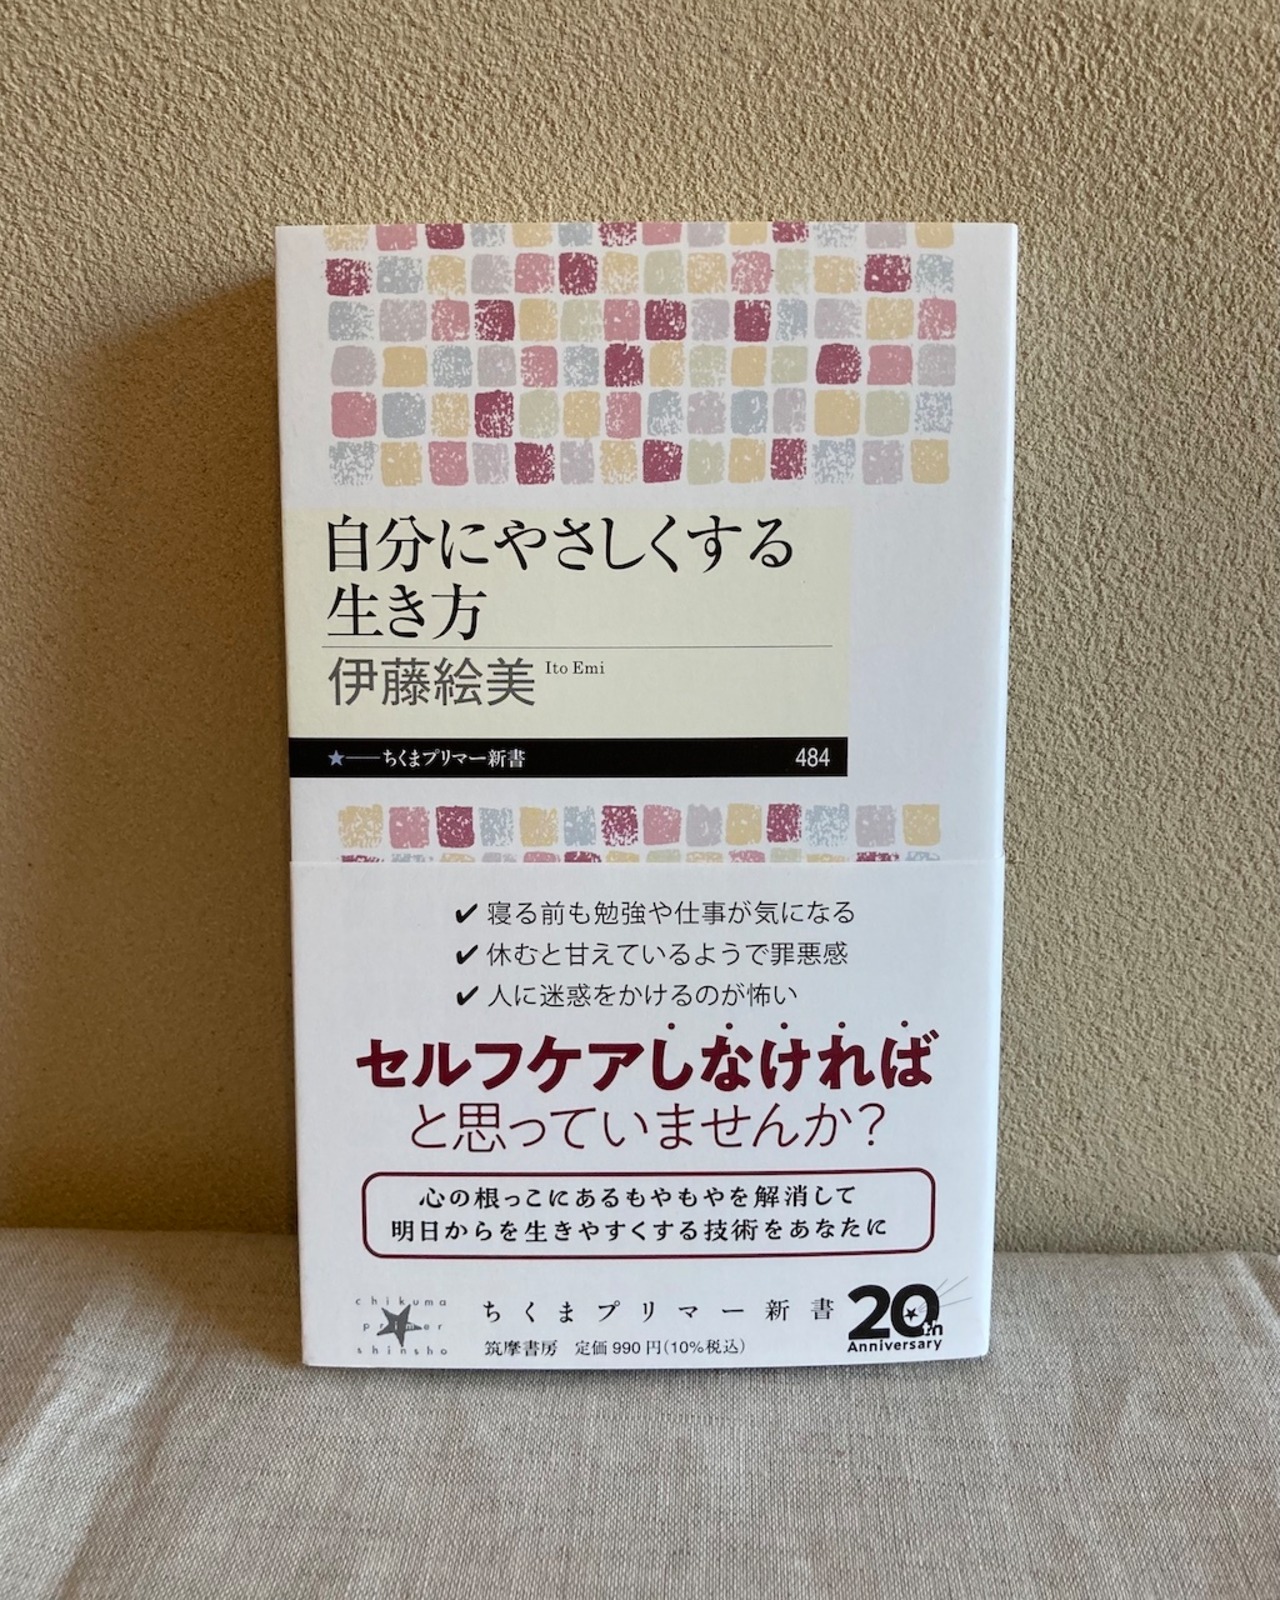 自分にやさしくする
生き方
伊藤絵美 Ito Emi
★──ちくまプリマー新書 484
✔ 寝る前も勉強や仕事が気になる
✔ 休むと甘えているようで罪悪感
✔ 人に迷惑をかけるのが怖い
セルフケアしなければ
と思っていませんか?
心の根っこにあるもやもやを解消して
明日からを生きやすくする技術をあなたに
chikuma
primer
shinsho
ちくまプリマー新書
筑摩書房 定価990円(10%税込)
20th
Anniversary